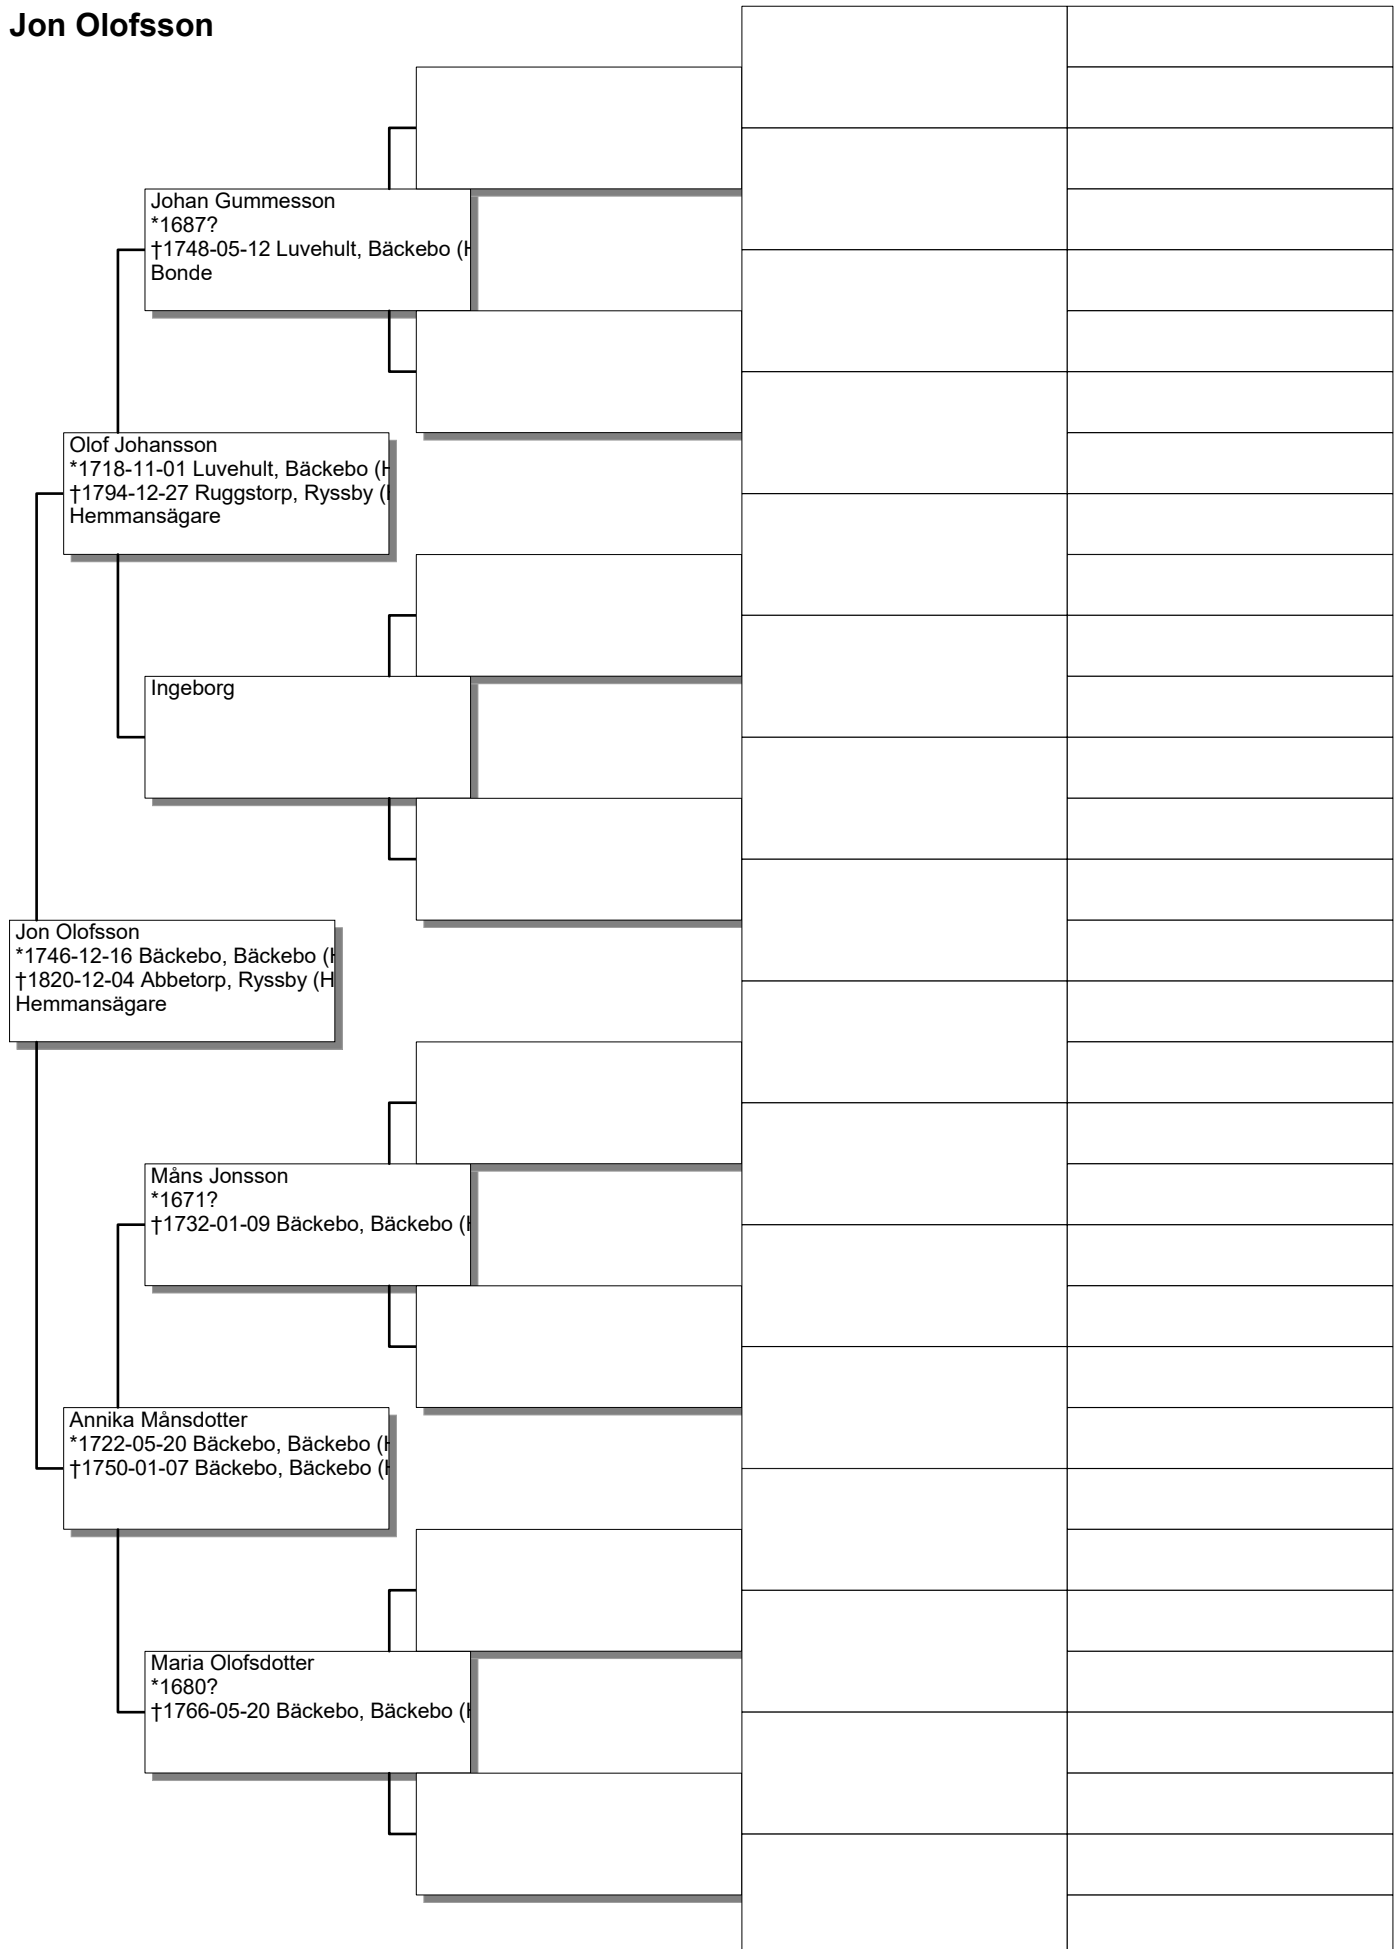 Jon Olofsson
Johan Gummesson
*1687?
†1748-05-12 Luvehult, Bäckebo (H
Bonde
Olof Johansson
*1718-11-01 Luvehult, Bäckebo (H
†1794-12-27 Ruggstorp, Ryssby (
Hemmansägare
Ingeborg
Jon Olofsson
*1746-12-16 Bäckebo, Bäckebo (H
†1820-12-04 Abbetorp, Ryssby (H
Hemmansägare
Måns Jonsson
*1671?
†1732-01-09 Bäckebo, Bäckebo (H
Annika Månsdotter
*1722-05-20 Bäckebo, Bäckebo (H
†1750-01-07 Bäckebo, Bäckebo (H
Maria Olofsdotter
*1680?
†1766-05-20 Bäckebo, Bäckebo (H